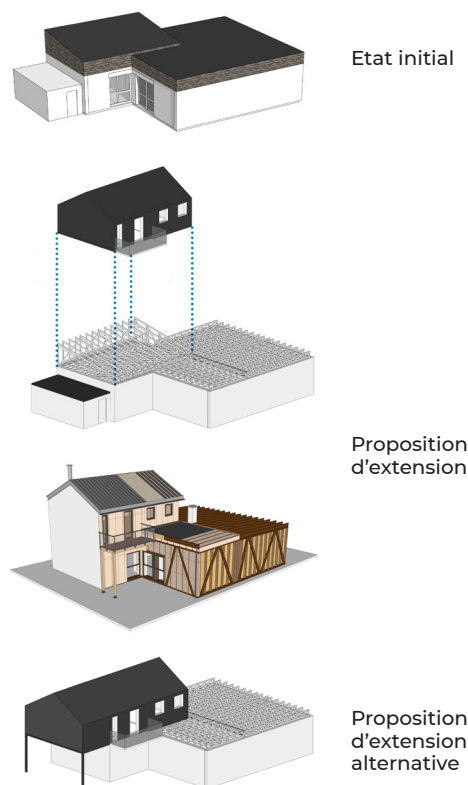 Etat initial
Proposition
d'extension
Proposition
d'extension
alternative